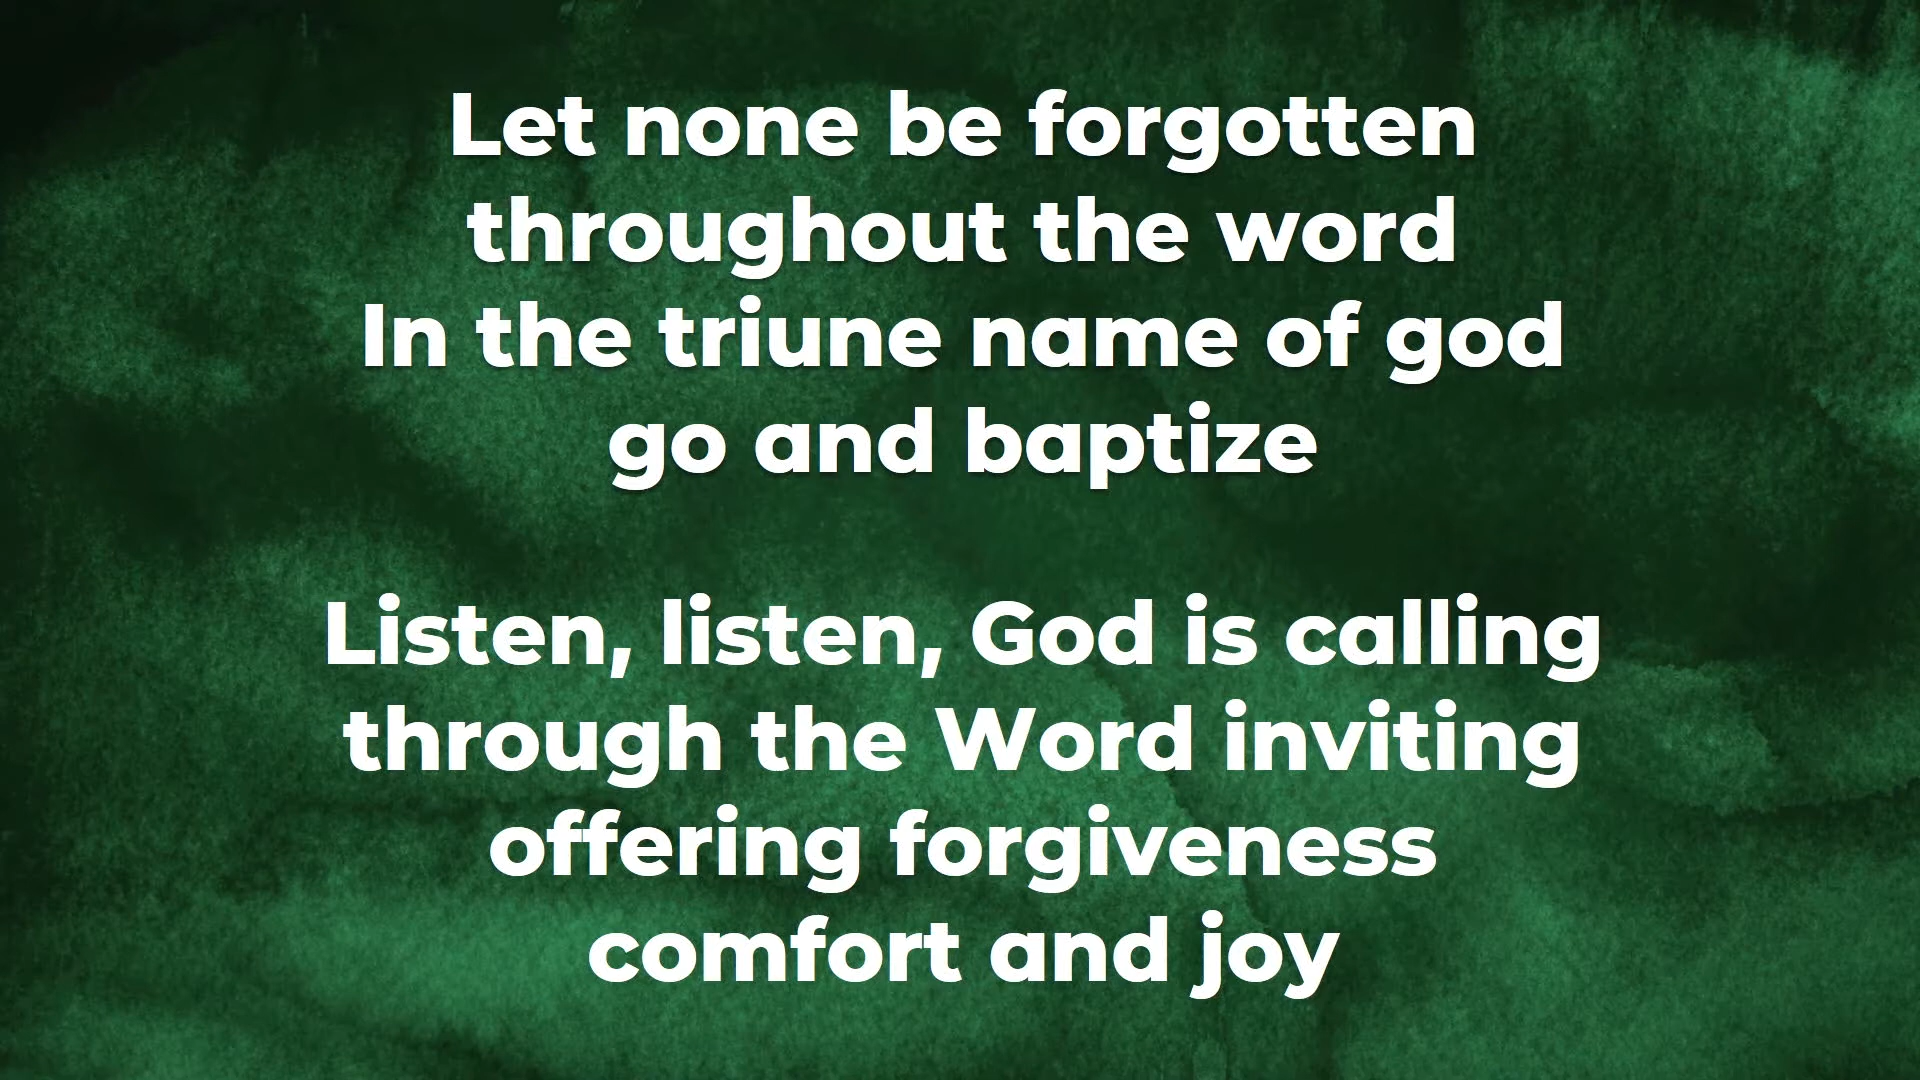 Let none be forgotten
throughout the word
In the triune name of god
go and baptize
Listen, listen, God is calling
through the Word inviting
offering forgiveness
comfort and joy